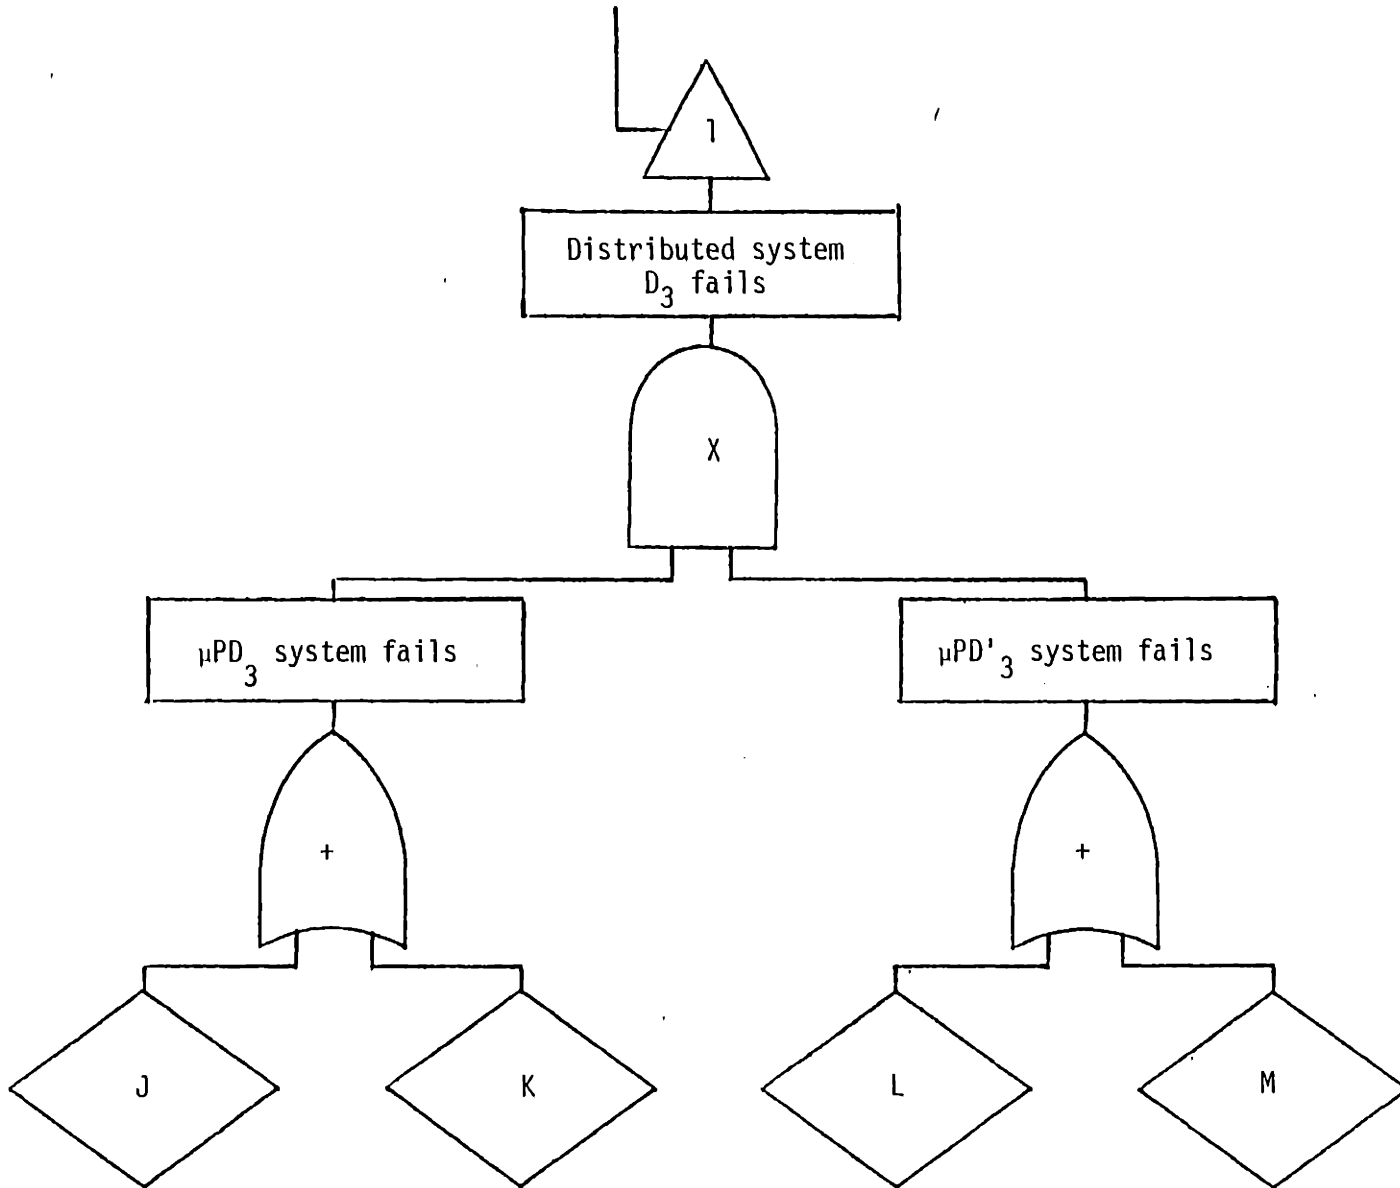 1
Distributed system
D₃ fails
X
μPD₃ system fails
μPD'₃ system fails
+
+
J
K
L
M